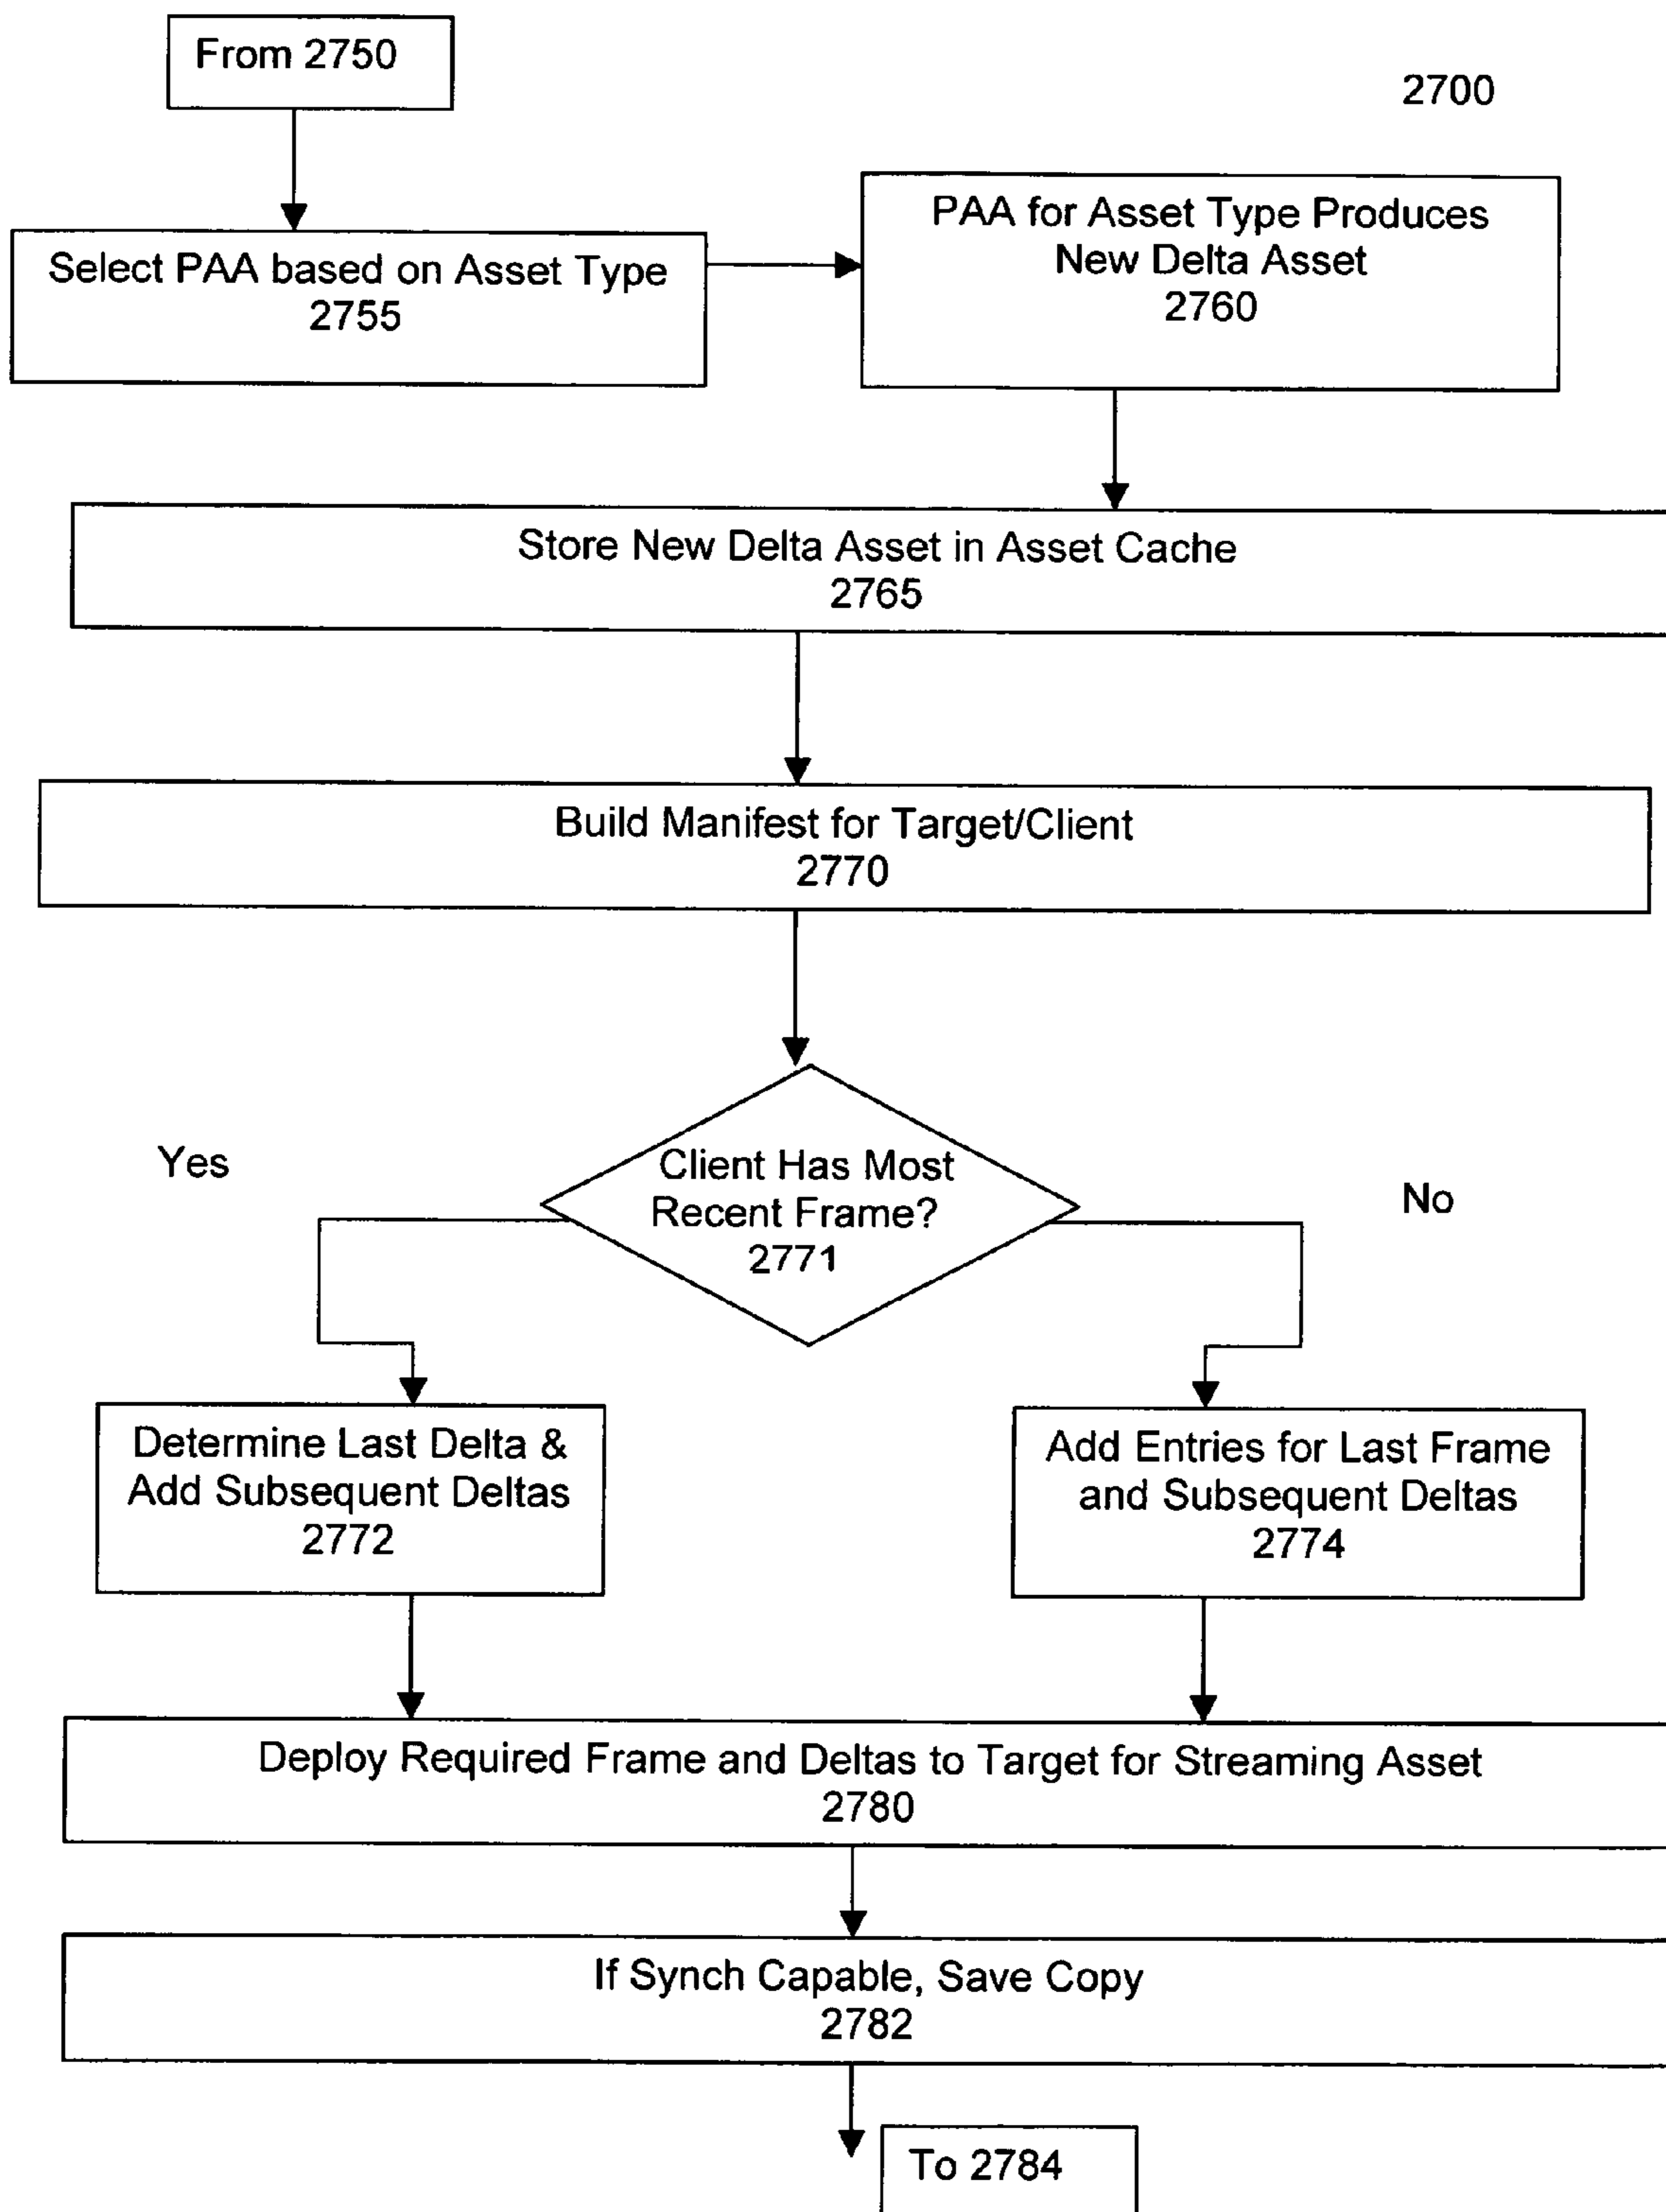 From 2750
2700
Select PAA based on Asset Type
2755
PAA for Asset Type Produces
New Delta Asset
2760
Store New Delta Asset in Asset Cache
2765
Build Manifest for Target/Client
2770
Client Has Most
Recent Frame?
2771
Yes
No
Determine Last Delta &
Add Subsequent Deltas
2772
Add Entries for Last Frame
and Subsequent Deltas
2774
Deploy Required Frame and Deltas to Target for Streaming Asset
2780
If Synch Capable, Save Copy
2782
To 2784